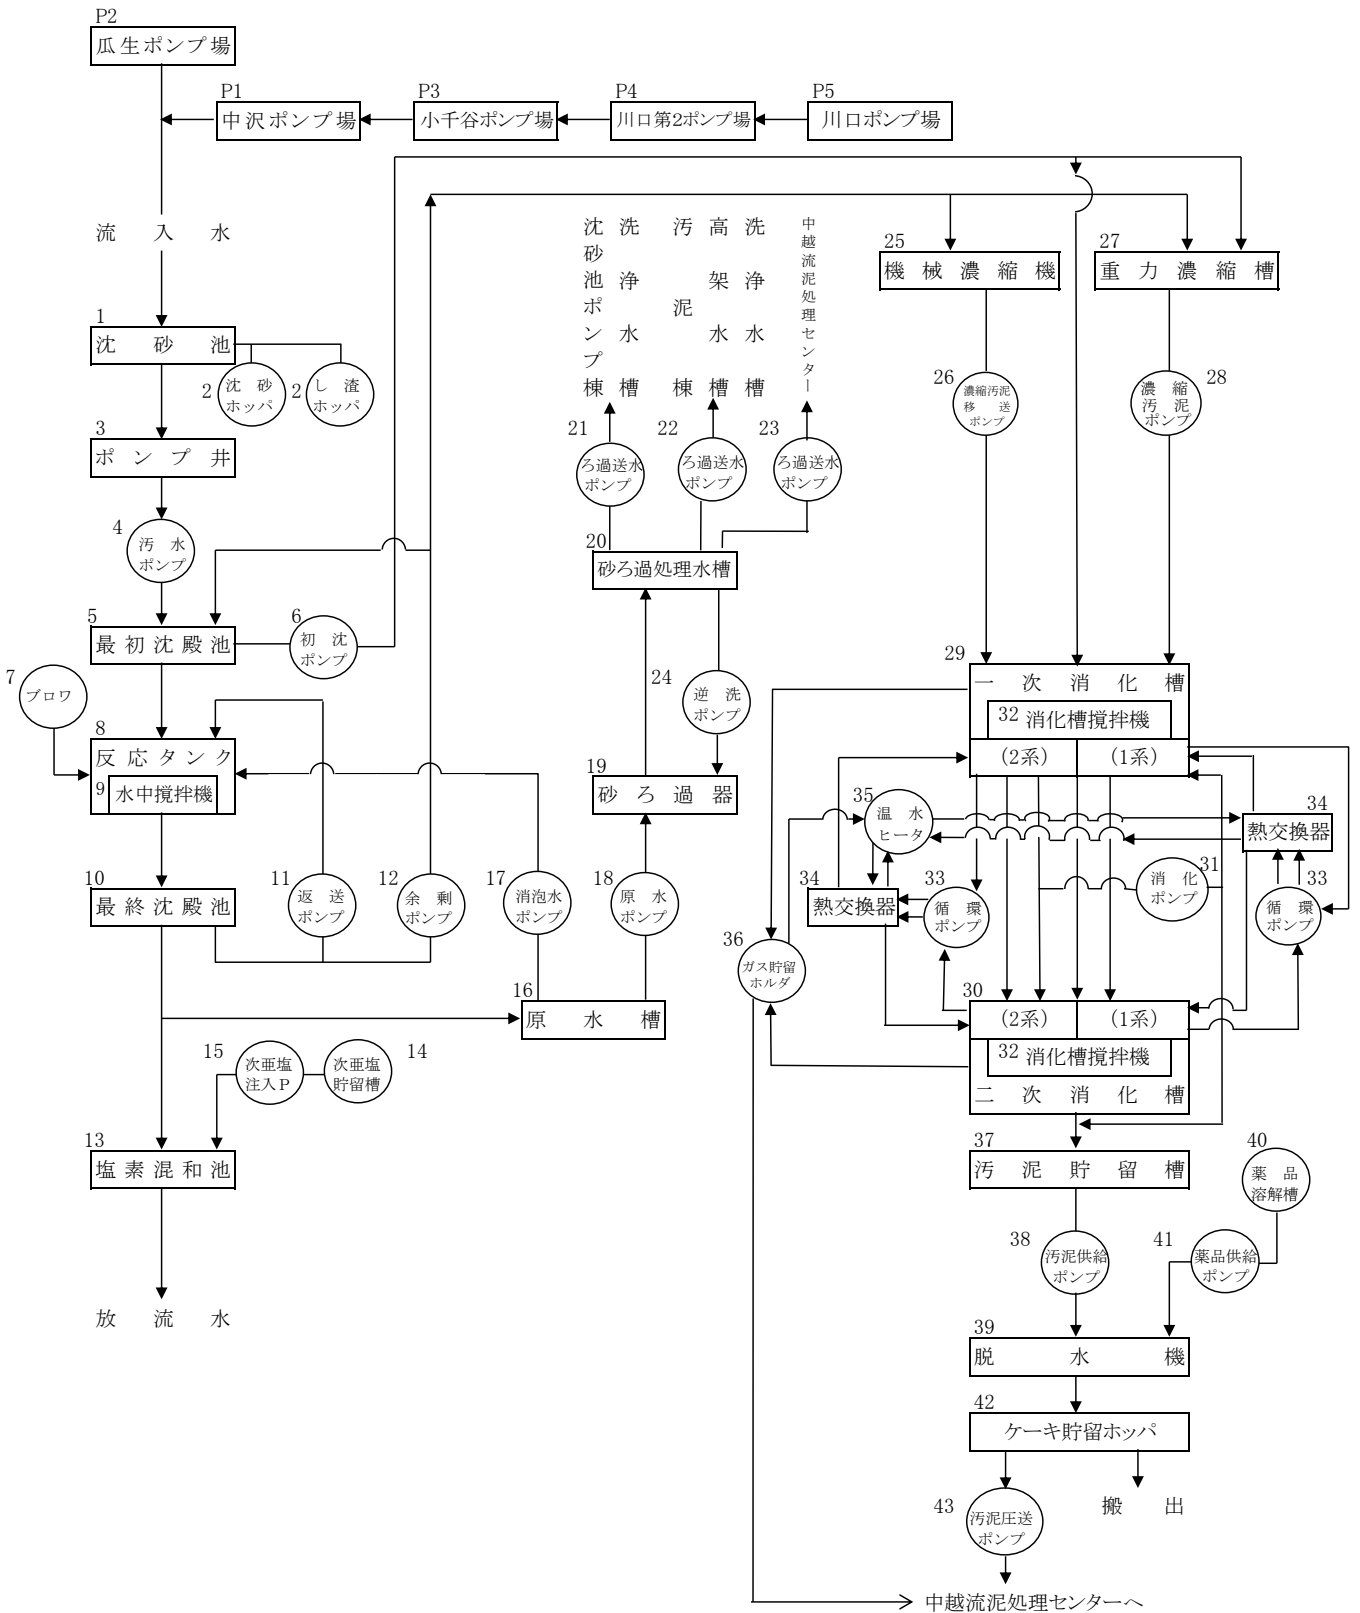 P2
瓜生ポンプ場
P1
中沢ポンプ場
P3
小千谷ポンプ場
P4
川口第2ポンプ場
P5
川口ポンプ場
流入水
1
沈砂池
2
沈砂
ホッパ
2
し渣
ホッパ
3
ポンプ井
4
汚水
ポンプ
5
最初沈殿池
6
初沈
ポンプ
7
ブロワ
8
反応タンク
9
水中撹拌機
10
最終沈殿池
11
返送
ポンプ
12
余剰
ポンプ
17
消泡水
ポンプ
18
原水
ポンプ
16
原水槽
15
次亜塩
注入P
14
次亜塩
貯留槽
13
塩素混和池
放流水
沈砂池ポンプ棟
洗浄水槽
汚泥棟
高架水槽
洗浄水槽
中越流泥処理センター
21
ろ過送水
ポンプ
22
ろ過送水
ポンプ
23
ろ過送水
ポンプ
20
砂ろ過処理水槽
24
逆洗
ポンプ
19
砂ろ過器
25
機械濃縮機
27
重力濃縮槽
26
濃縮汚泥
移送
ポンプ
28
濃縮
汚泥
ポンプ
29
一次消化槽
32 消化槽撹拌機
(2系)
(1系)
35
温水
ヒータ
34
熱交換器
34
熱交換器
33
循環
ポンプ
31
消化
ポンプ
33
循環
ポンプ
36
ガス貯留
ホルダ
30
(2系)
(1系)
32 消化槽撹拌機
二次消化槽
37
汚泥貯留槽
40
薬品
溶解槽
38
汚泥供給
ポンプ
41
薬品供給
ポンプ
39
脱水機
42
ケーキ貯留ホッパ
43
汚泥圧送
ポンプ
搬出
中越流泥処理センターへ